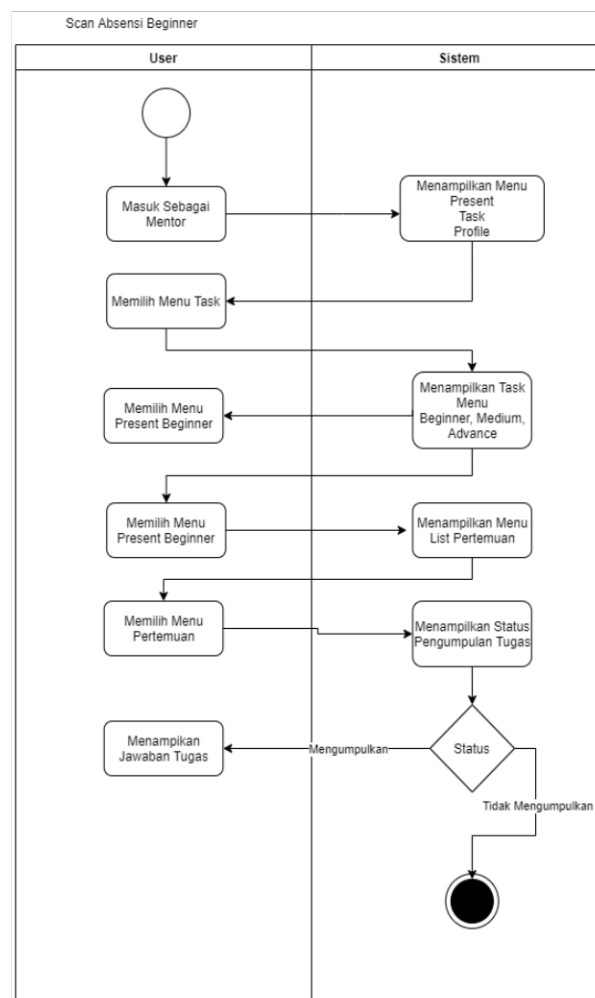 Scan Absensi Beginner
User
Sistem
Masuk Sebagai
Mentor
Menampilkan Menu
Present
Task
Profile
Memilih Menu Task
Menampilkan Task
Menu
Beginner, Medium,
Advance
Memilih Menu
Present Beginner
Memilih Menu
Present Beginner
Menampilkan Menu
List Pertemuan
Memilih Menu
Pertemuan
Menampilkan Status
Pengumpulan Tugas
Status
Mengumpulkan
Menampikan
Jawaban Tugas
Tidak Mengumpulkan